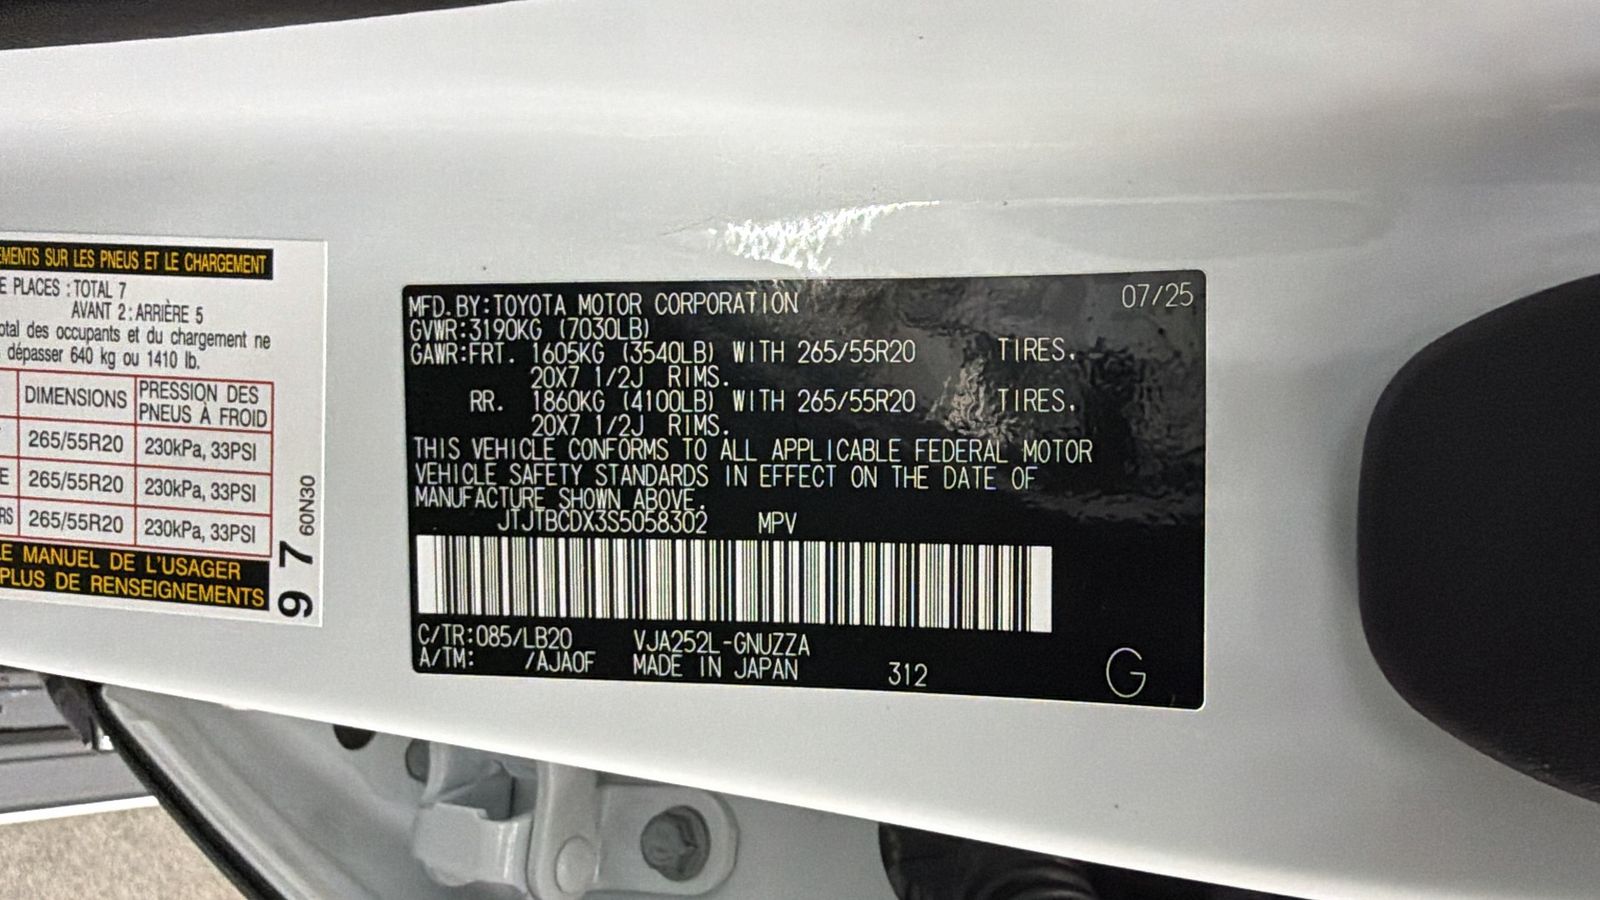 EMENTS SUR LES PNEUS ET LE CHARGEMENT
E PLACES : TOTAL 7
AVANT 2 : ARRIÈRE 5
otal des occupants et du chargement ne
dépasser 640 kg ou 1410 lb.
DIMENSIONS PRESSION DES PNEUS À FROID
265/55R20 230kPa, 33PSI
E 265/55R20 230kPa, 33PSI
RS 265/55R20 230kPa, 33PSI
LE MANUEL DE L'USAGER
PLUS DE RENSEIGNEMENTS
9 7 60N30
MFD.BY:TOYOTA MOTOR CORPORATION 07/25
GVWR:3190KG (7030LB)
GAWR:FRT. 1605KG (3540LB) WITH 265/55R20 TIRES,
20X7 1/2J RIMS.
RR. 1860KG (4100LB) WITH 265/55R20 TIRES,
20X7 1/2J RIMS.
THIS VEHICLE CONFORMS TO ALL APPLICABLE FEDERAL MOTOR
VEHICLE SAFETY STANDARDS IN EFFECT ON THE DATE OF
MANUFACTURE SHOWN ABOVE.
JTJTBCDX3S5058302 MPV
C/TR:085/LB20 VJA252L-GNUZZA
A/TM: /AJA0F MADE IN JAPAN 312 G